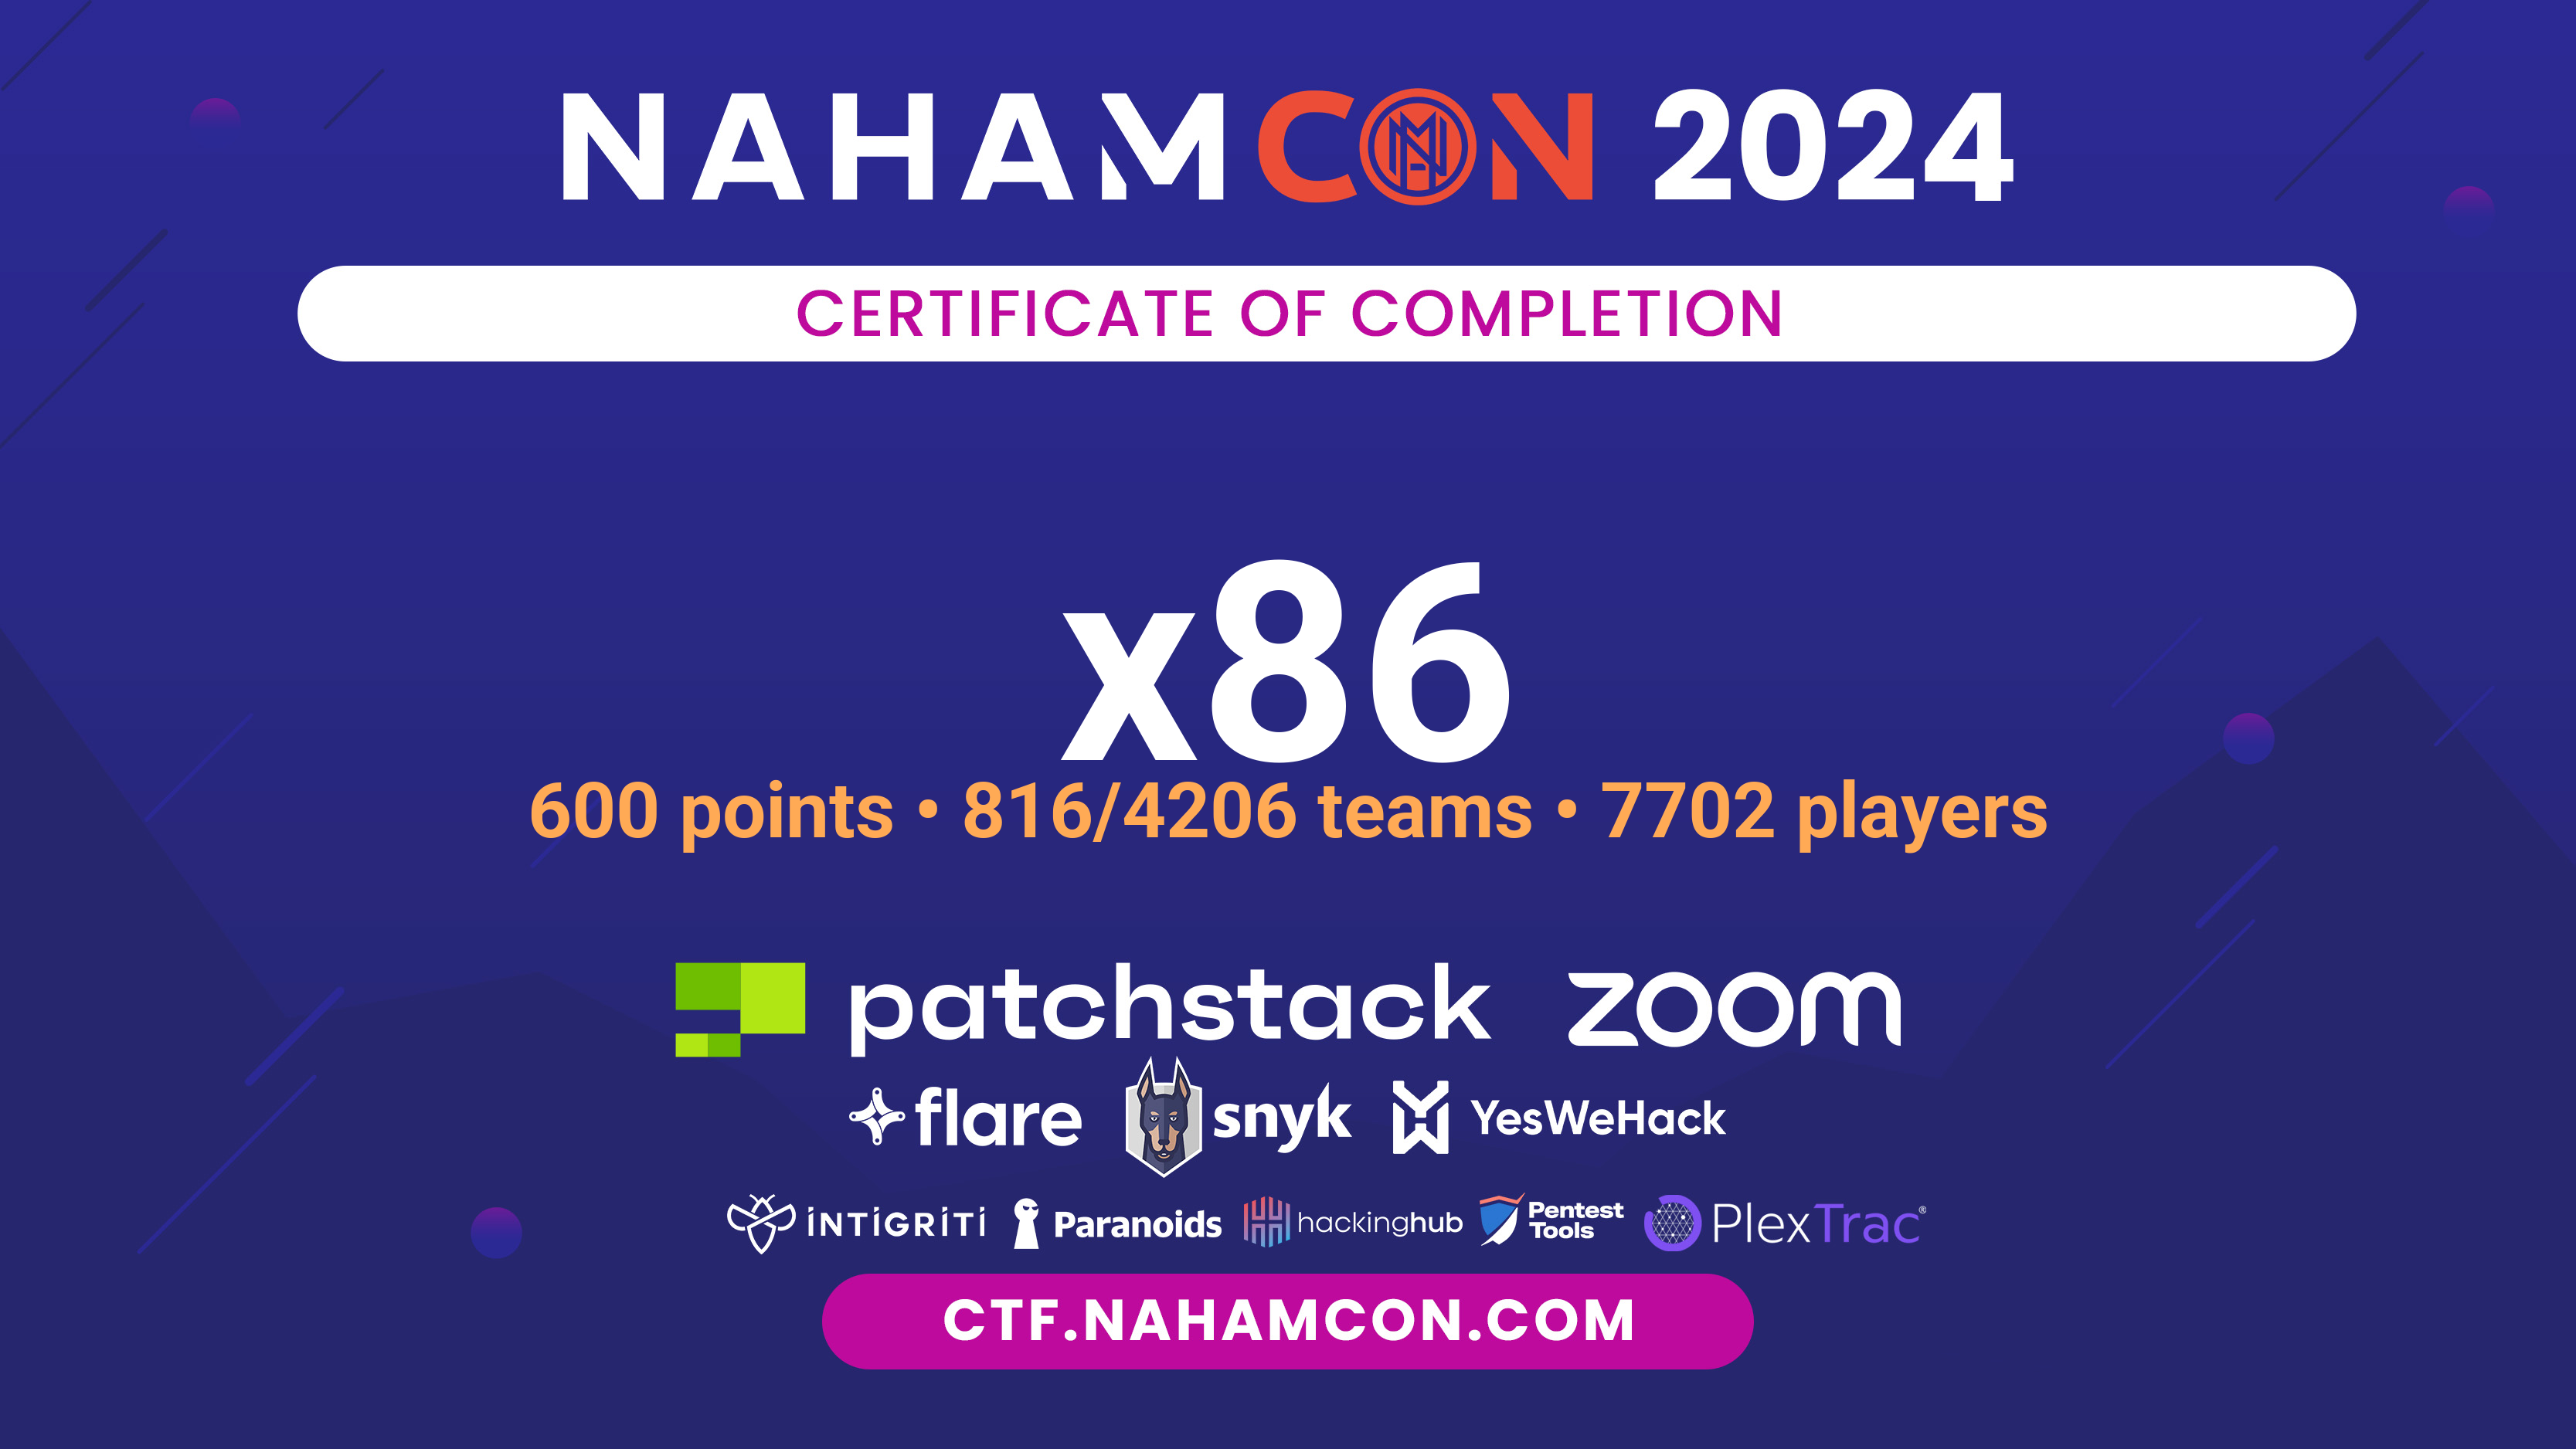 NAHAMCON 2024
CERTIFICATE OF COMPLETION
x86
600 points • 816/4206 teams • 7702 players
patchstack zoom
flare snyk YesWeHack
INTIGRITI Paranoids hackinghub Pentest Tools PlexTrac®
CTF.NAHAMCON.COM